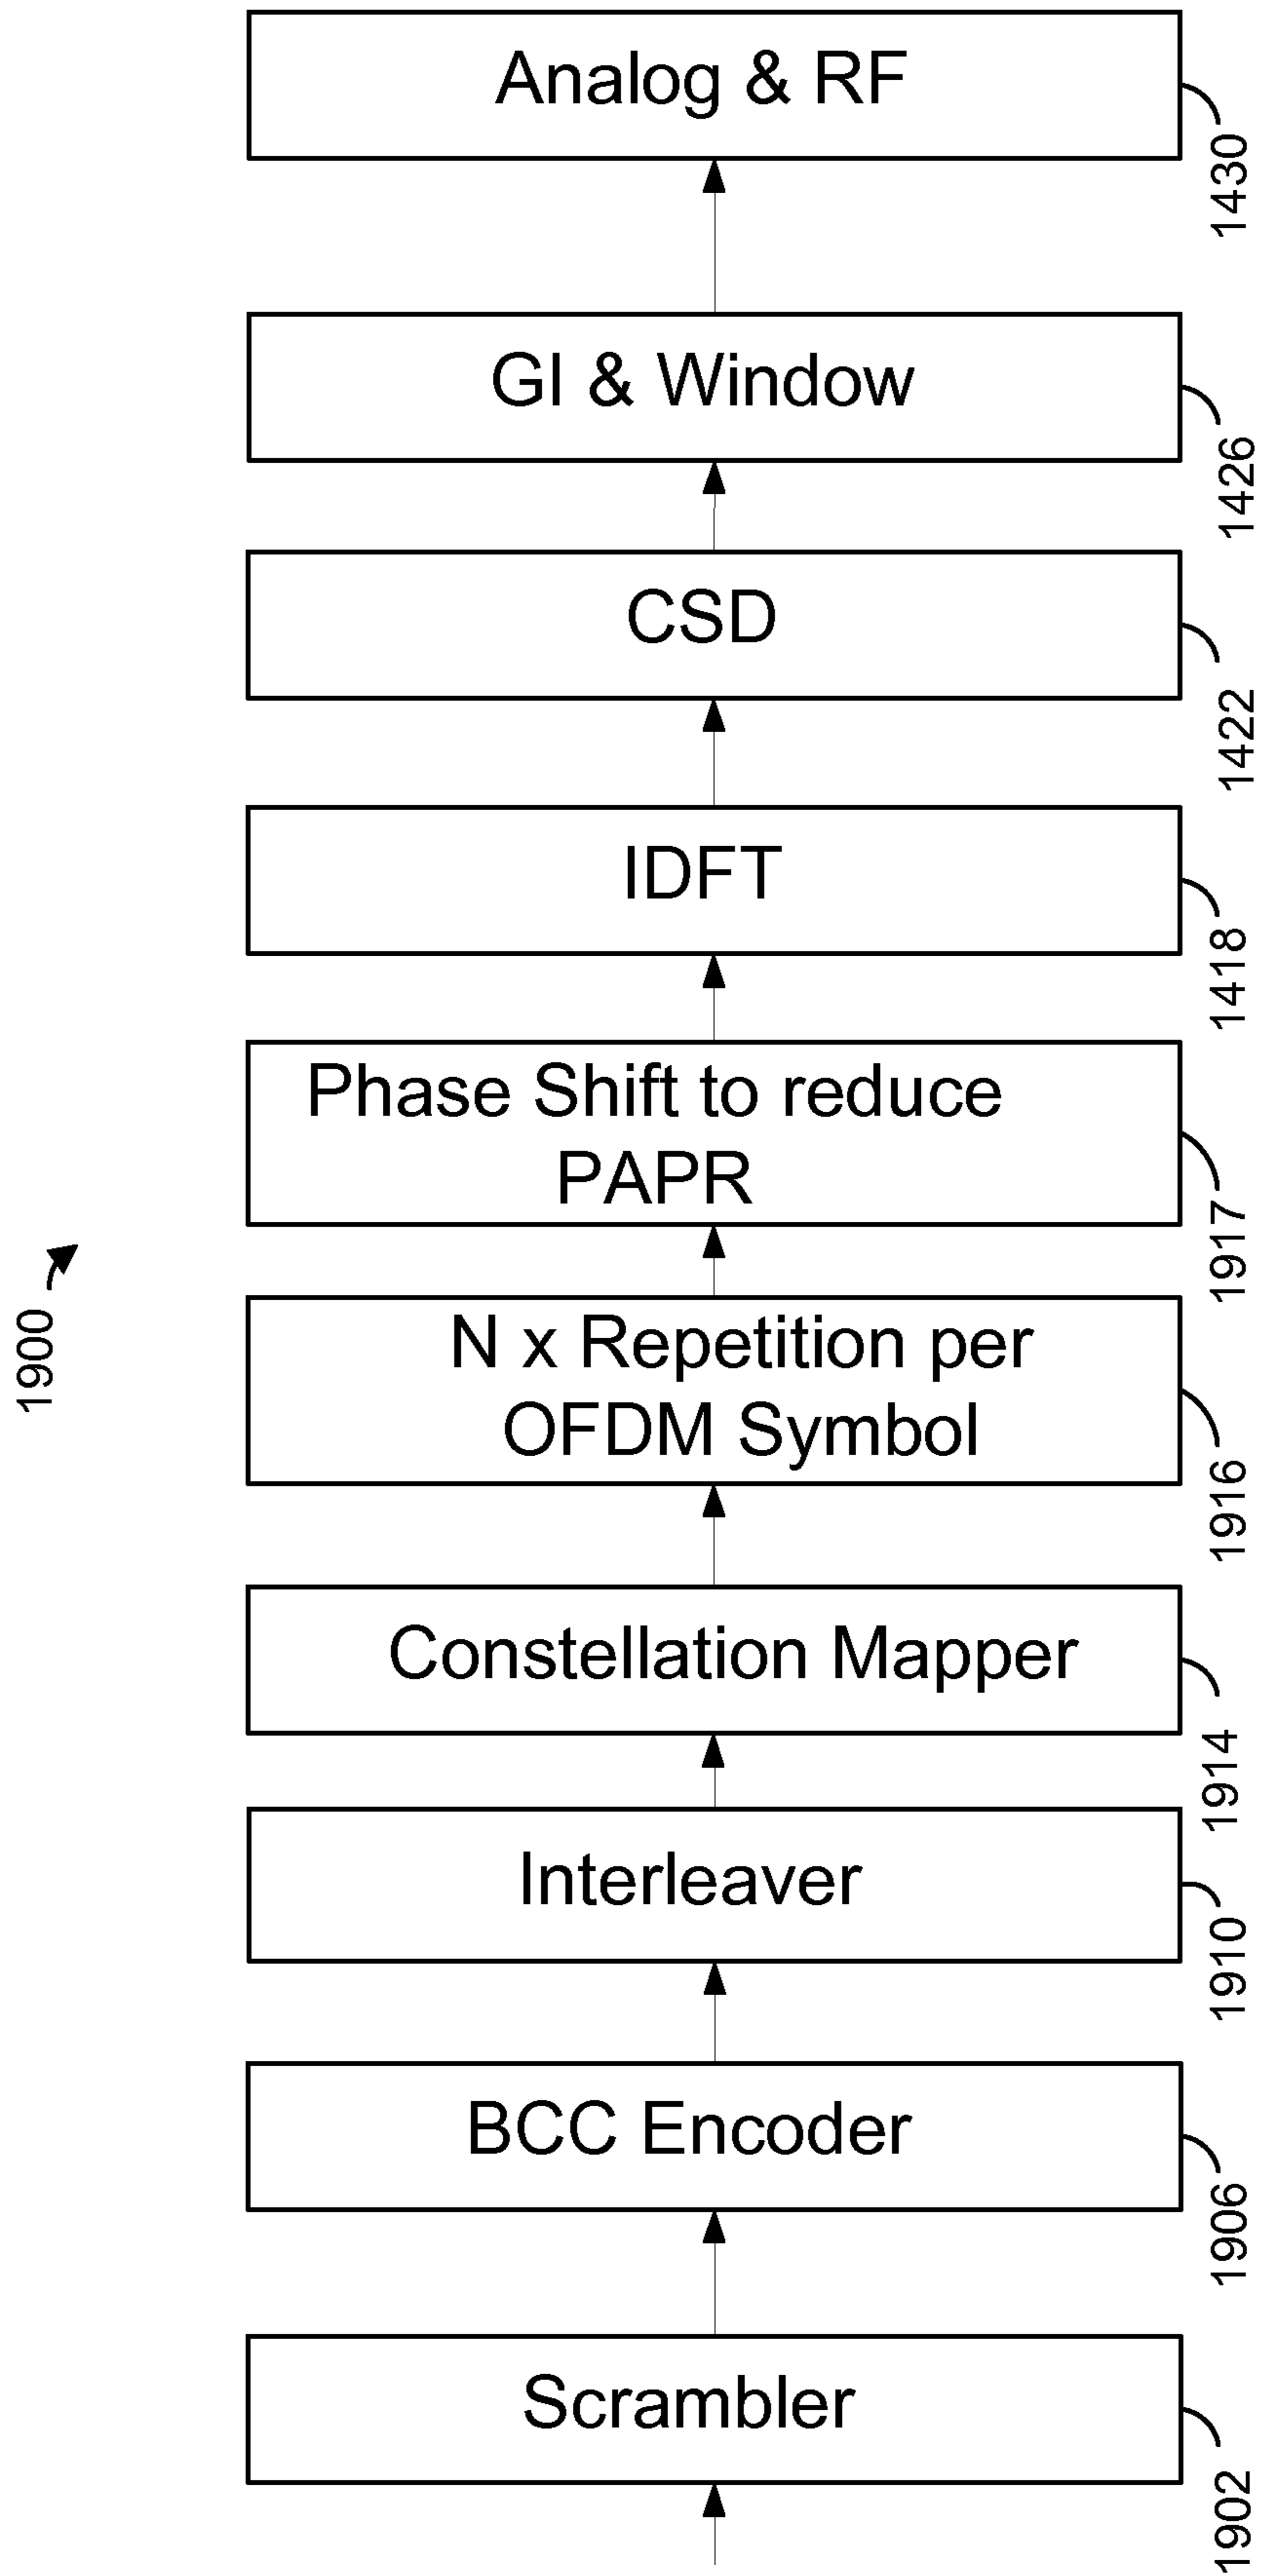 Analog & RF
1430
GI & Window
1426
CSD
1422
IDFT
1418
Phase Shift to reduce
PAPR
1917
1900
N x Repetition per
OFDM Symbol
1916
Constellation Mapper
1914
Interleaver
1910
BCC Encoder
1906
Scrambler
1902